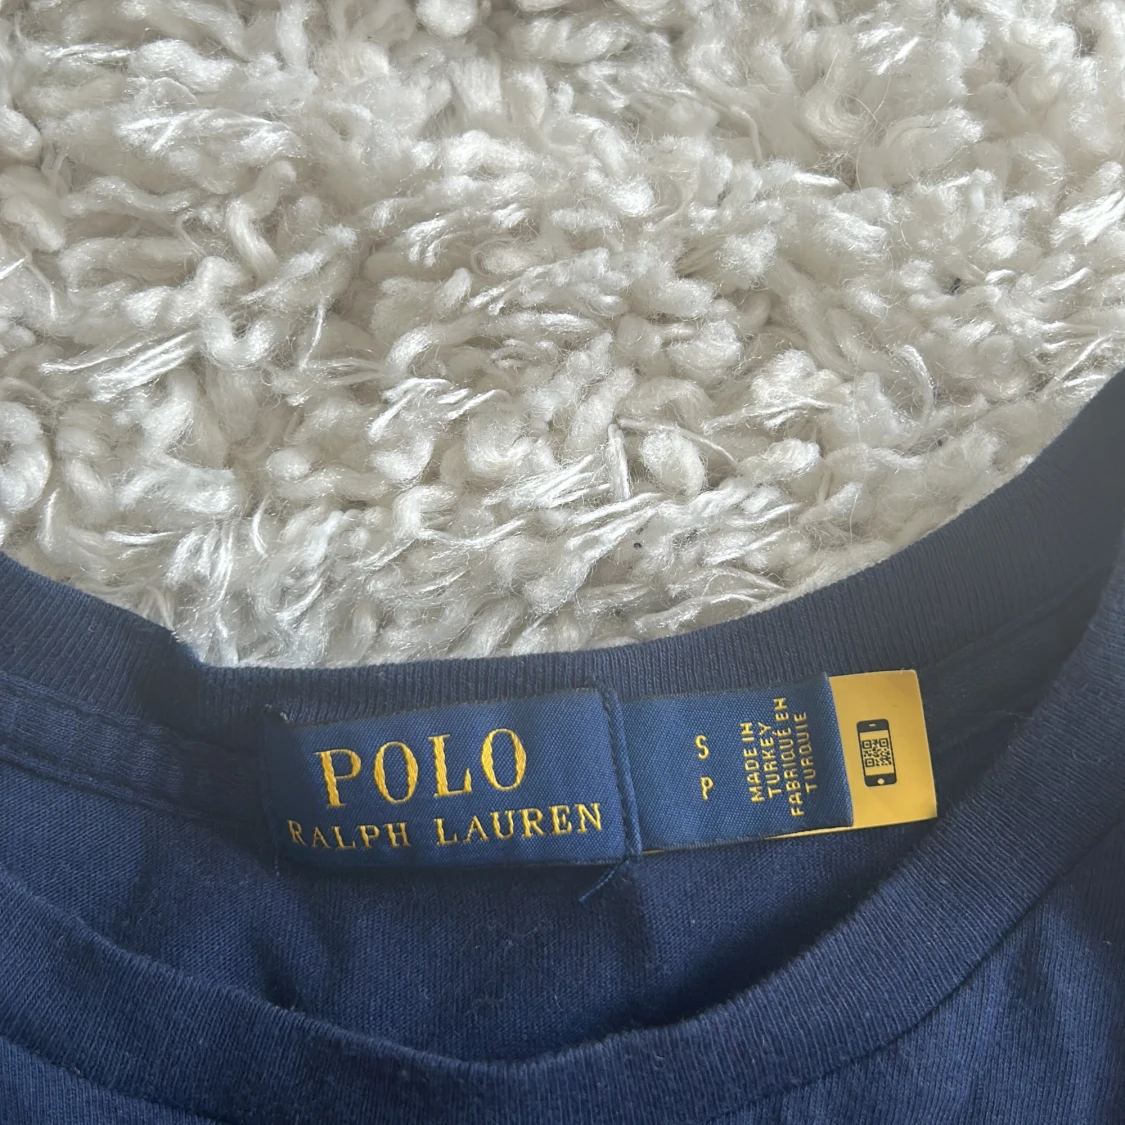 POLO
RALPH LAUREN
S
P
MADE IN
TURKEY
FABRIQUÉ EN
TURQUIE